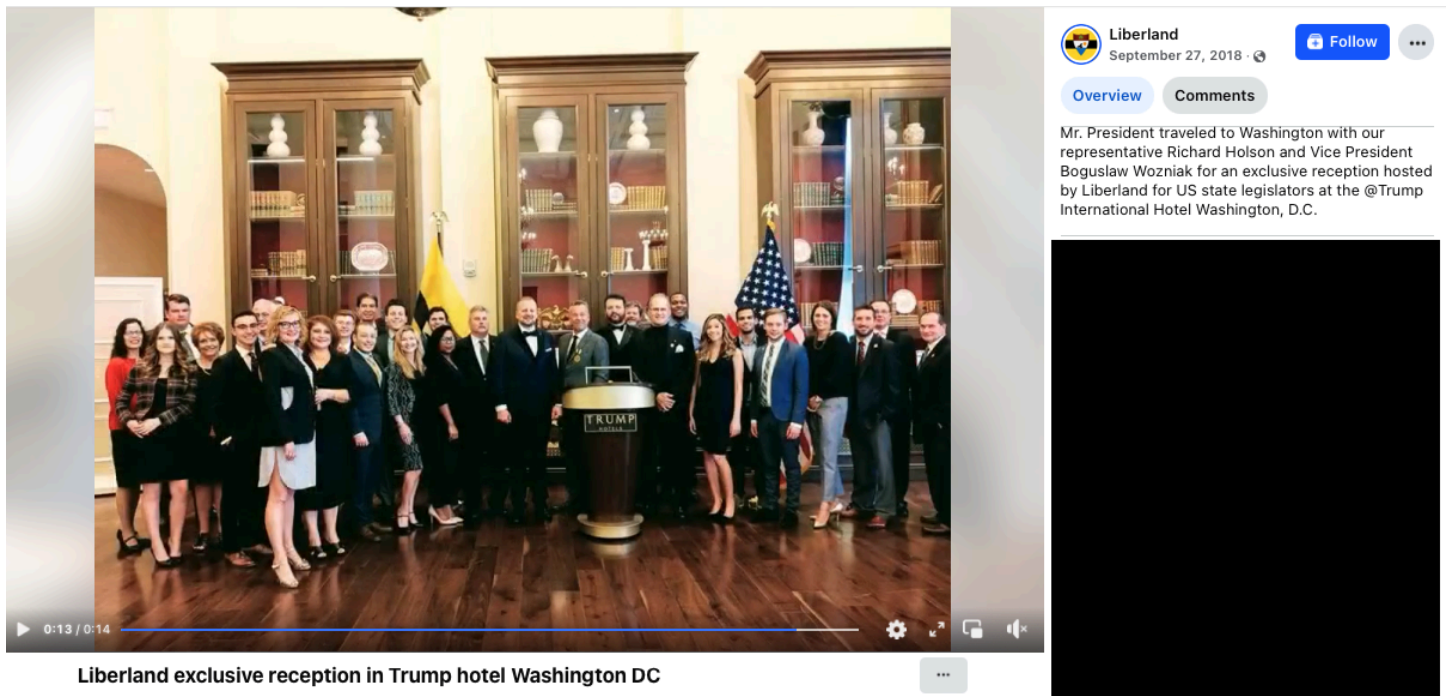 Liberland
September 27, 2018 ·
Follow
Overview
Comments
Mr. President traveled to Washington with our
representative Richard Holson and Vice President
Boguslaw Wozniak for an exclusive reception hosted
by Liberland for US state legislators at the @Trump
International Hotel Washington, D.C.
TRUMP
HOTELS
0:13 / 0:14
Liberland exclusive reception in Trump hotel Washington DC